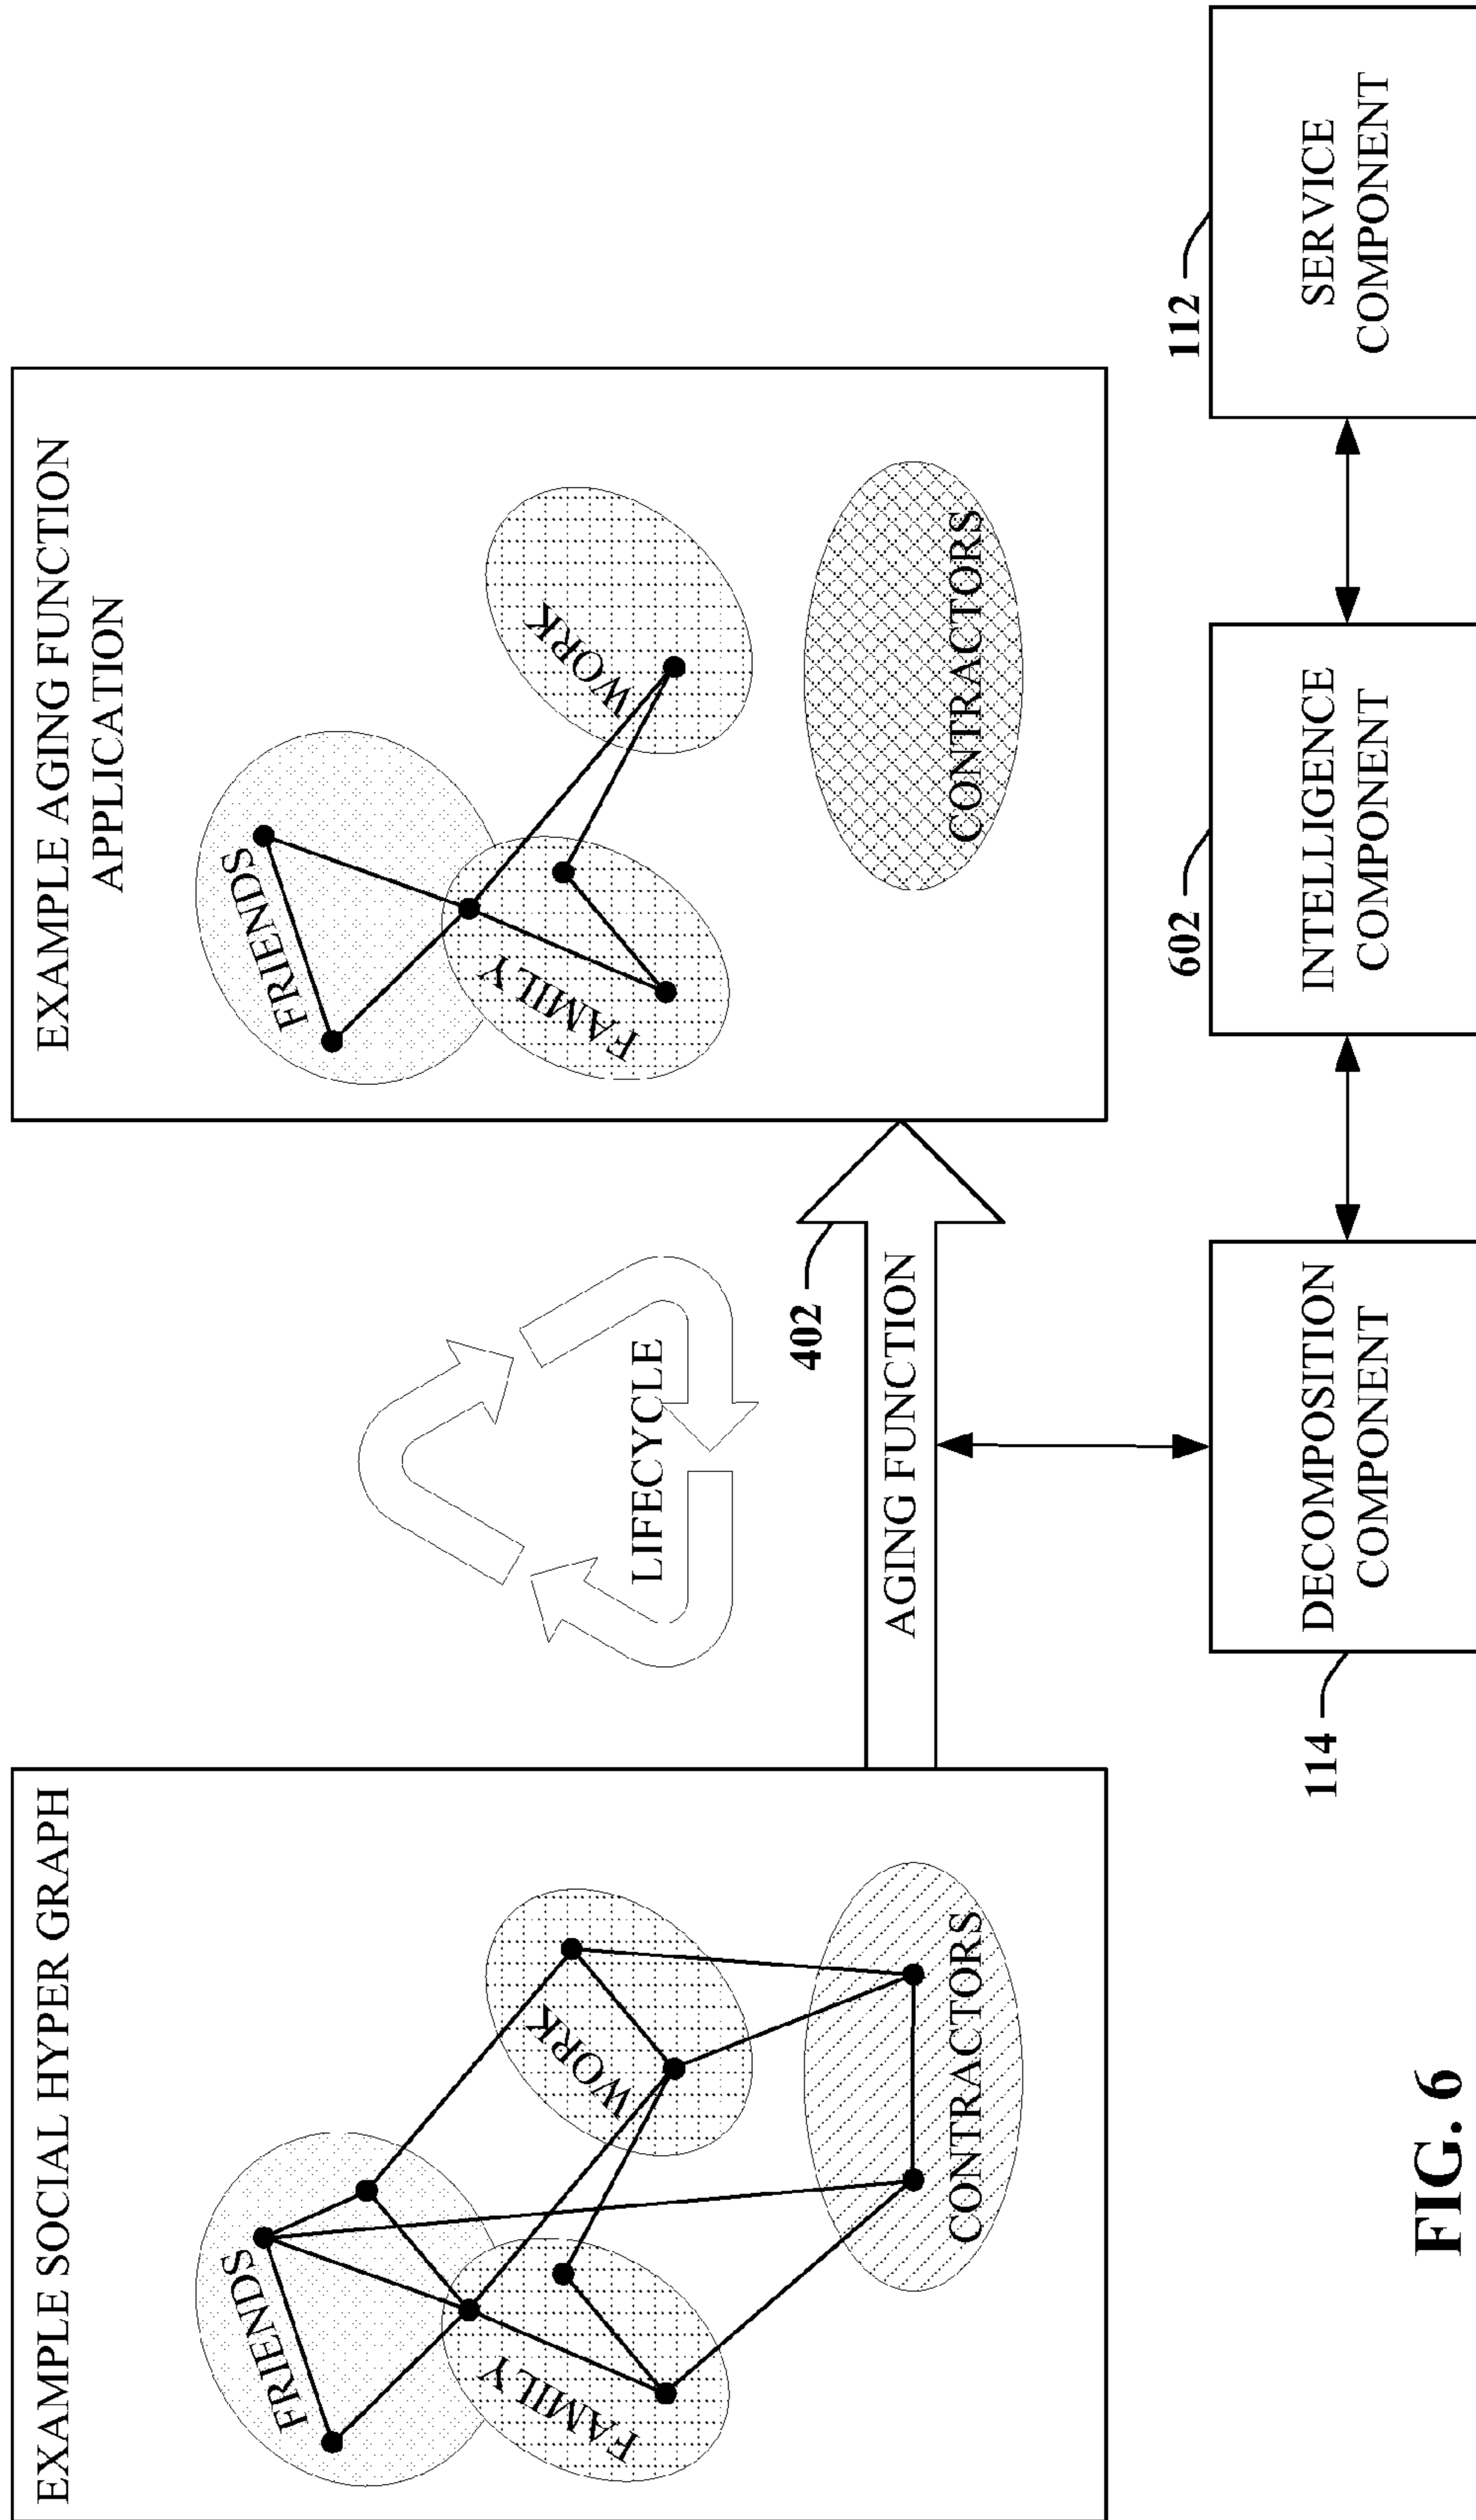 EXAMPLE SOCIAL HYPER GRAPH
FRIENDS
FAMILY
WORK
CONTRACTORS
LIFECYCLE
402
AGING FUNCTION
EXAMPLE AGING FUNCTION
APPLICATION
FRIENDS
FAMILY
WORK
CONTRACTORS
114
DECOMPOSITION
COMPONENT
602
INTELLIGENCE
COMPONENT
112
SERVICE
COMPONENT
FIG. 6